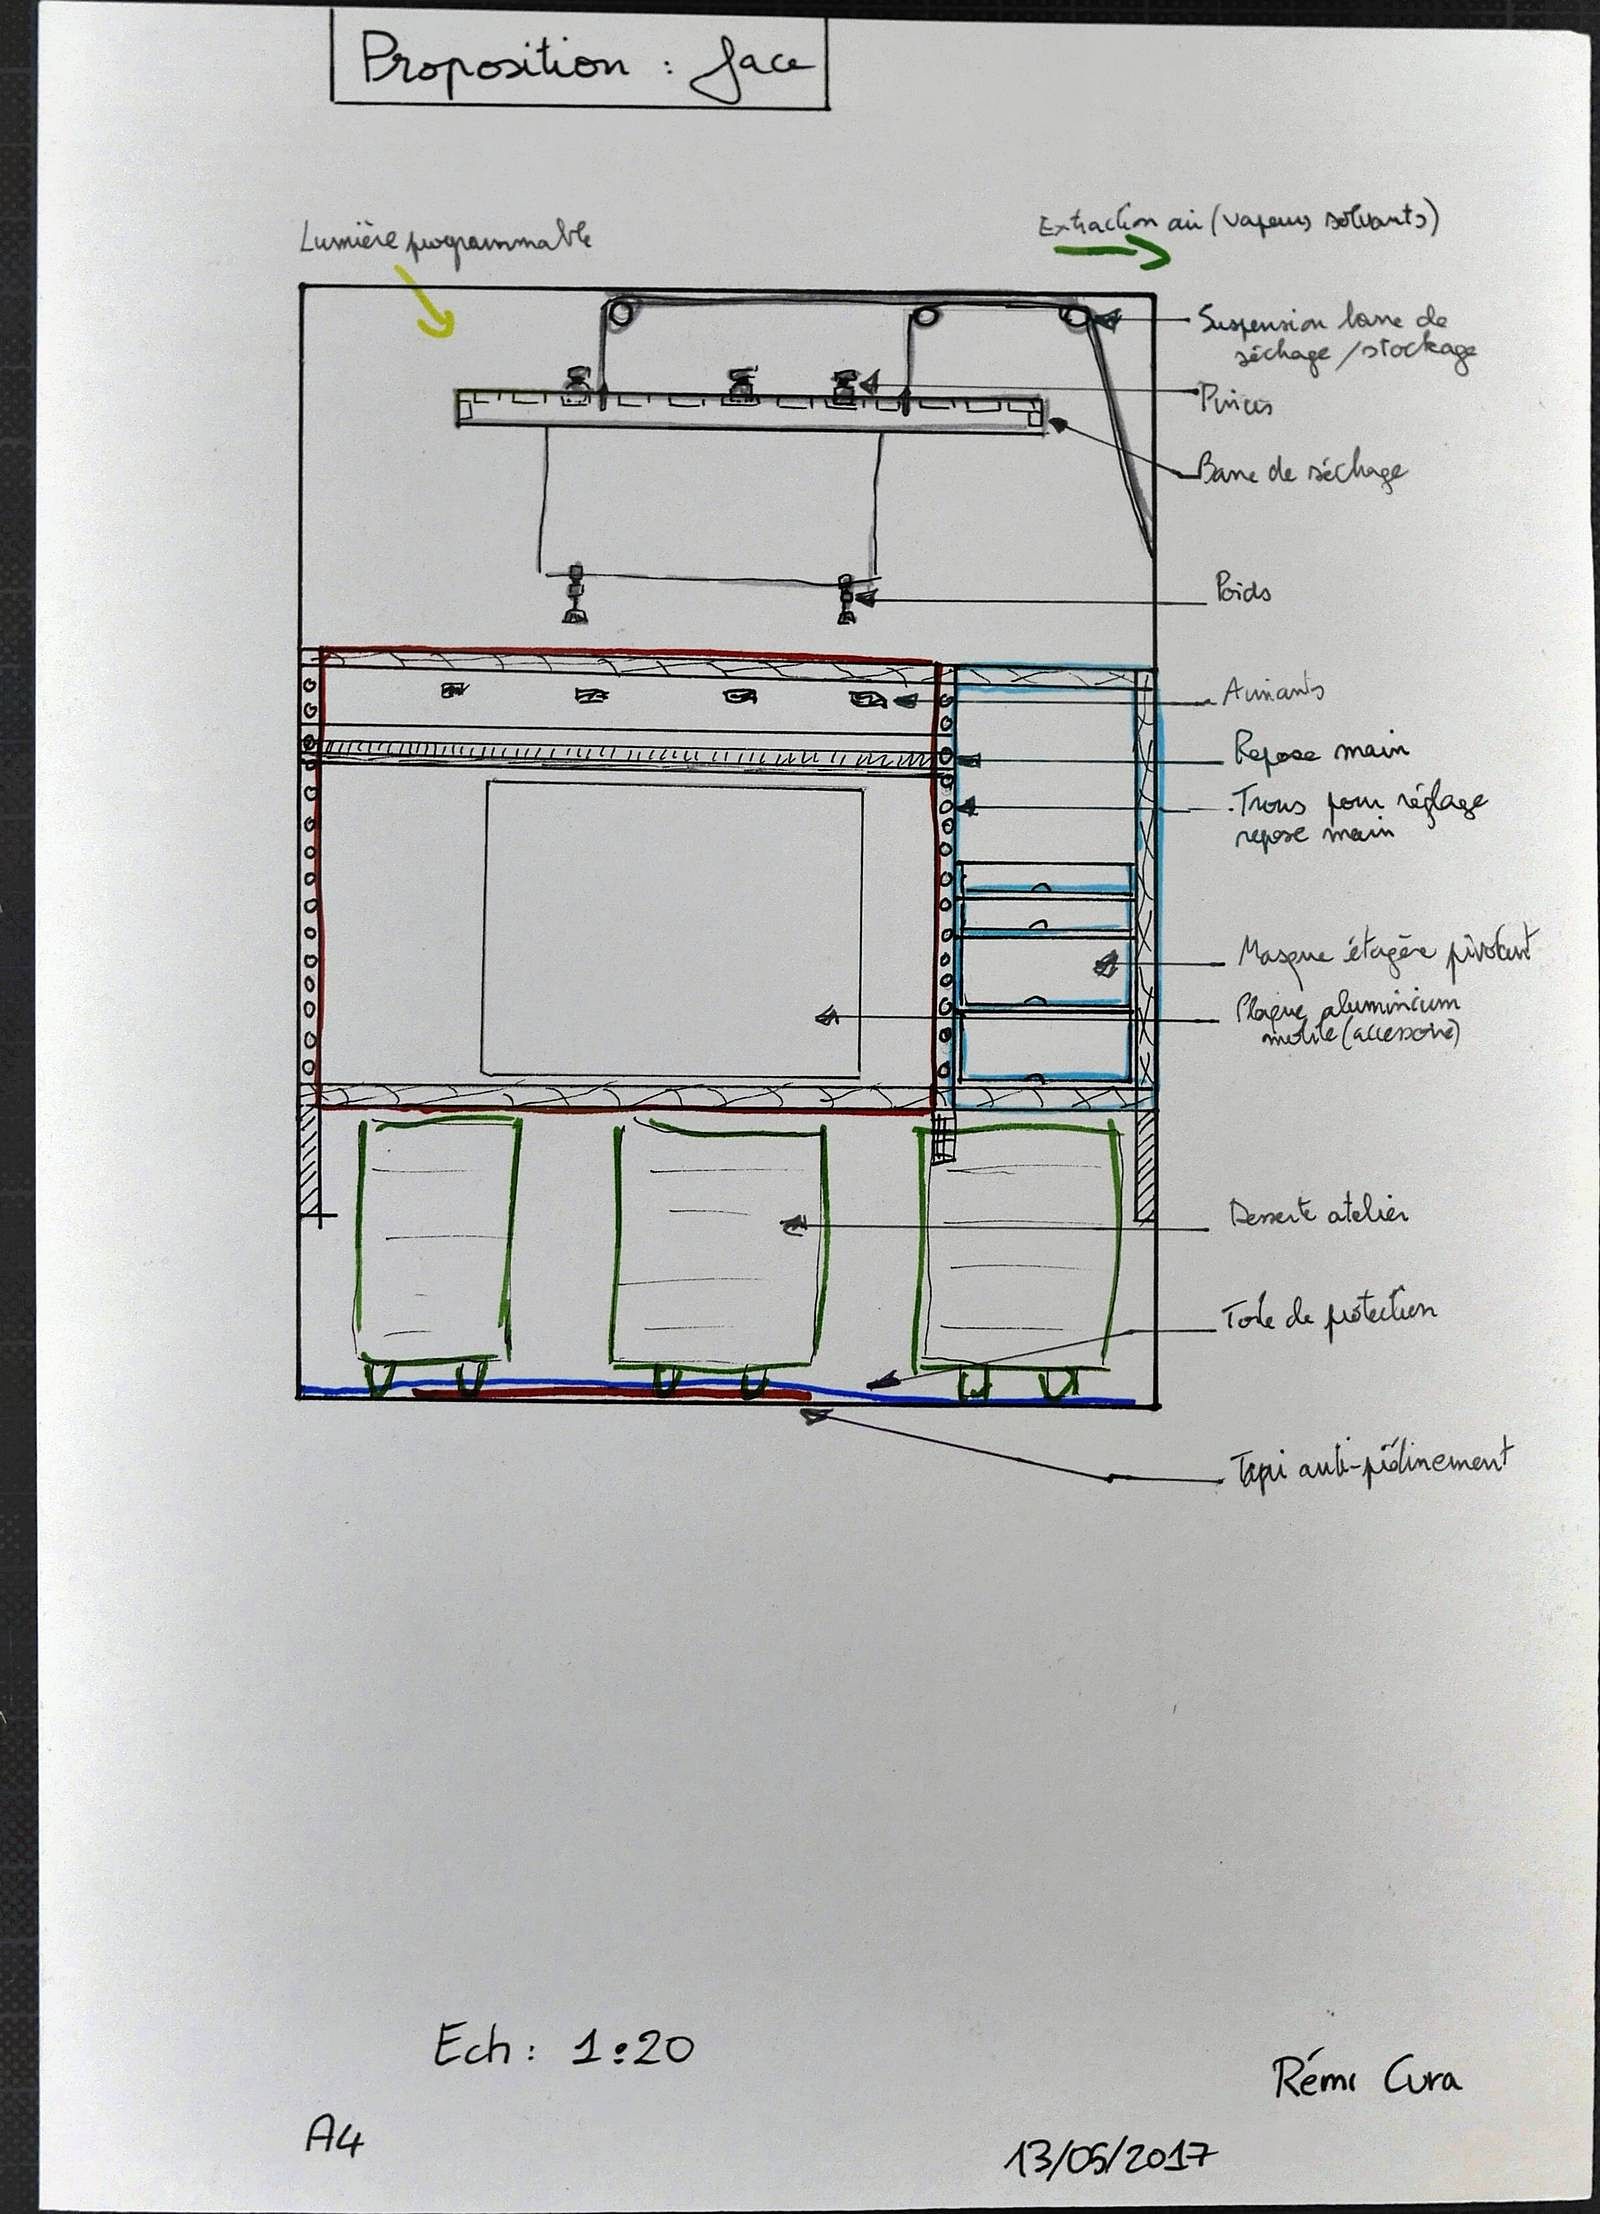 Proposition : face
Lumière programmable
Extraction air (vapeurs solvants)
Suspension barre de
séchage / stockage
Pinces
Barre de séchage
Poids
Aimants
Repose main
Trous pour réglage
repose main
Masque étagère pivotant
Plaque aluminium
mobile (accessoire)
Desserte atelier
Toile de protection
Tapi anti-piétinement
Ech : 1:20
Rémi Cura
A4
13/05/2017